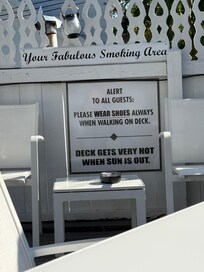 Your Fabulous Smoking Area
ALERT
TO ALL GUESTS:
PLEASE WEAR SHOES ALWAYS
WHEN WALKING ON DECK.
DECK GETS VERY HOT
WHEN SUN IS OUT.